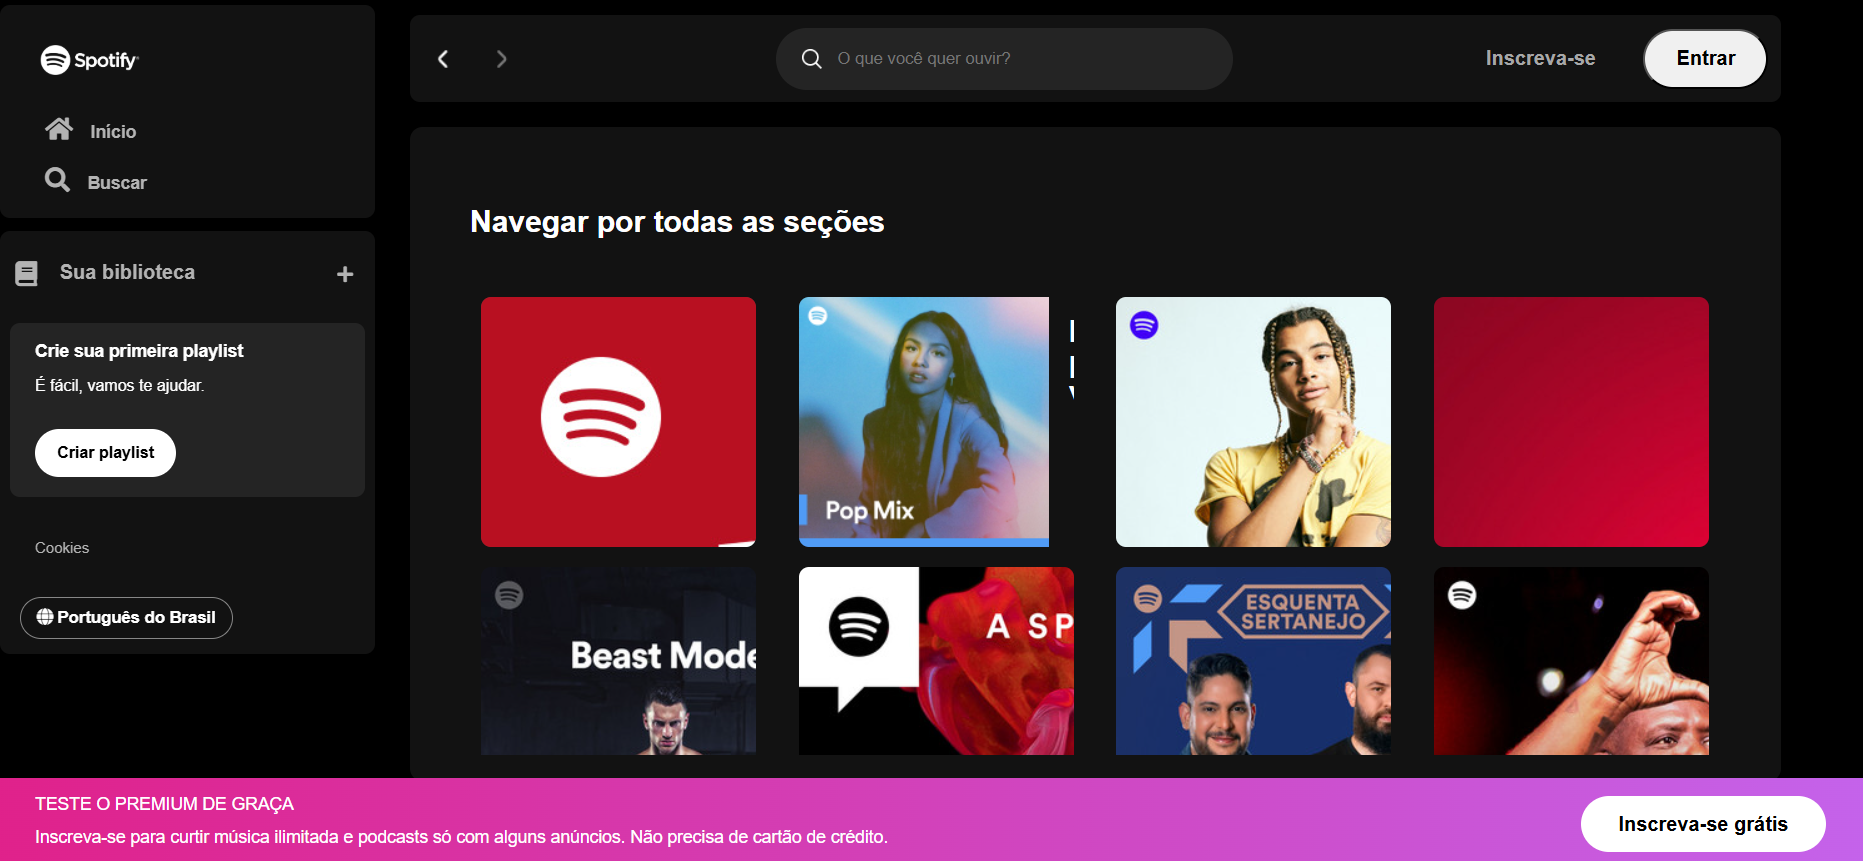 Spotify
Início
Buscar
Sua biblioteca
Crie sua primeira playlist
É fácil, vamos te ajudar.
Criar playlist
Cookies
Português do Brasil
O que você quer ouvir?
Inscreva-se
Entrar
Navegar por todas as seções
Pop Mix
Beast Mode
A SP
ESQUENTA
SERTANEJO
TESTE O PREMIUM DE GRAÇA
Inscreva-se para curtir música ilimitada e podcasts só com alguns anúncios. Não precisa de cartão de crédito.
Inscreva-se grátis